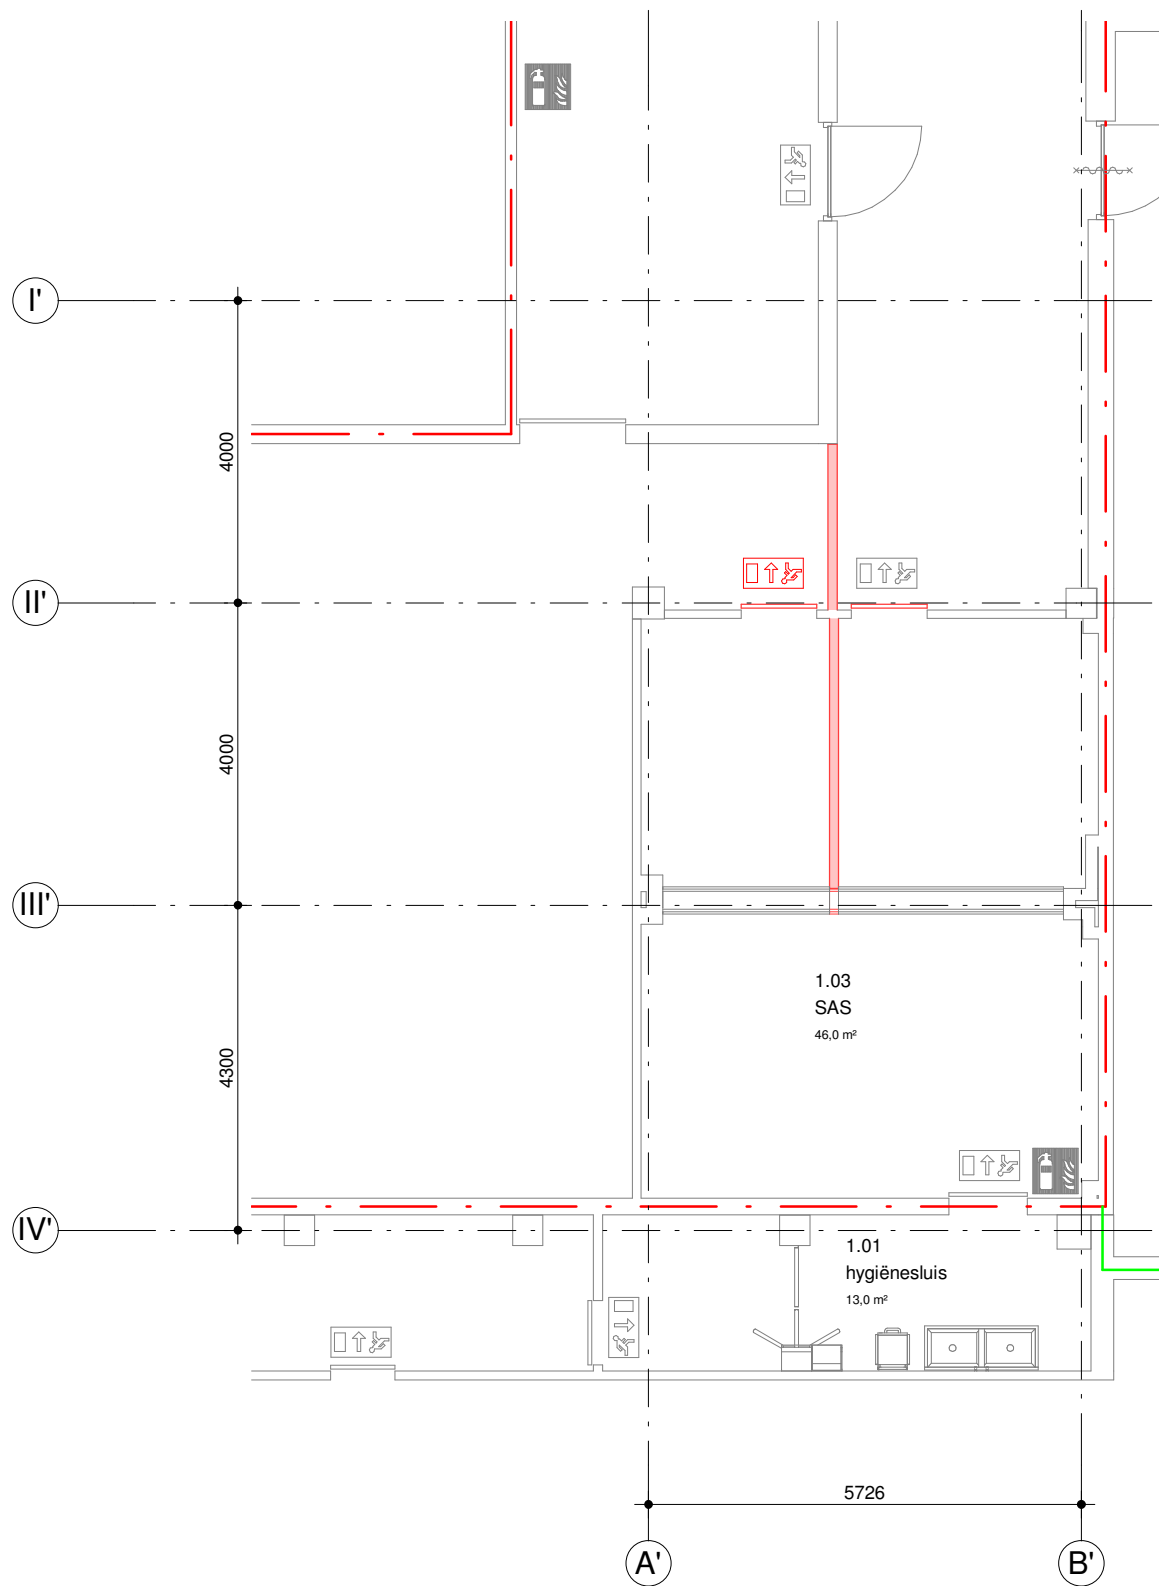 I'
4000
II'
4000
III'
1.03
SAS
46,0 m²
4300
IV'
1.01
hygiënesluis
13,0 m²
5726
A'
B'